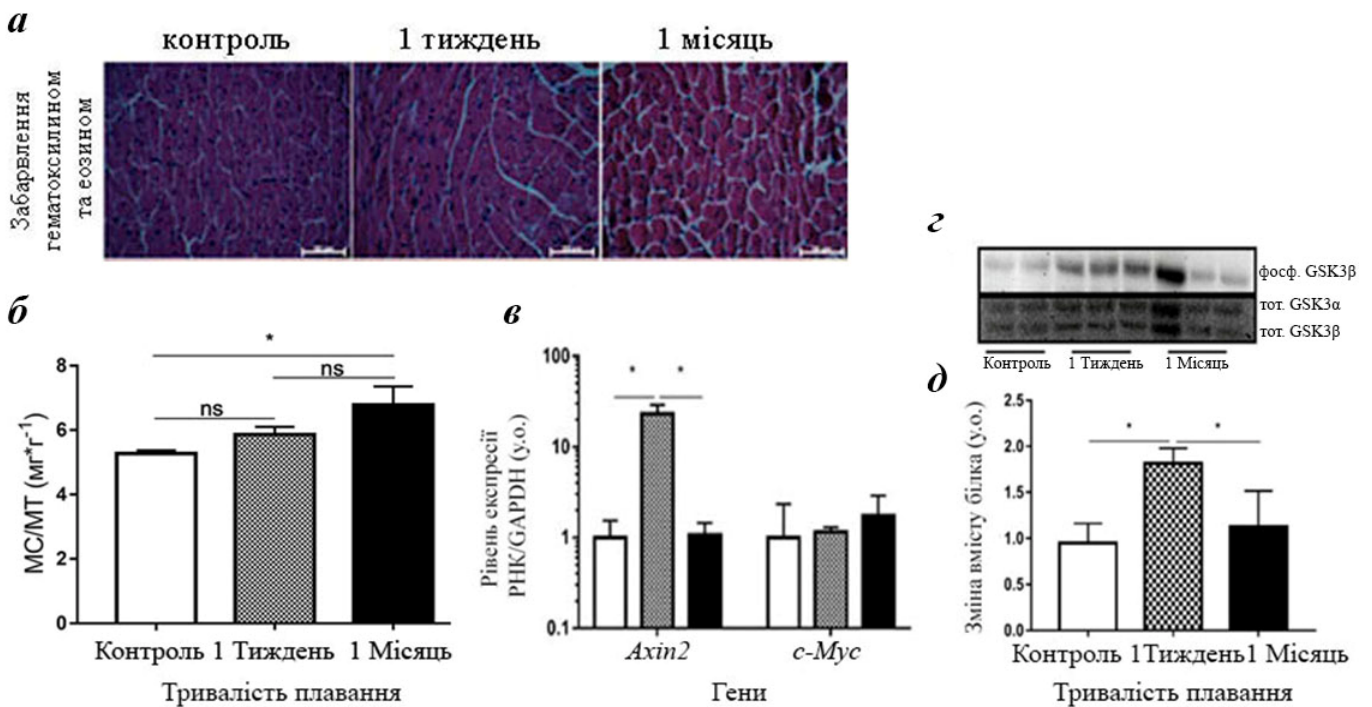 а
контроль
1 тиждень
1 місяць
Забарвлення
гематоксилином
та еозином
б
МС/МТ (мг*г⁻¹)
8
6
4
2
0
*
ns
ns
Контроль 1 Тиждень 1 Місяць
Тривалість плавання
в
Рівень експресії
РНК/GAPDH (у.о.)
100
10
1
0.1
* *
Axin2 c-Myc
Гени
г
фосф. GSK3β
тот. GSK3α
тот. GSK3β
Контроль 1 Тиждень 1 Місяць
д
Зміна вмісту білка (у.о.)
2.5
2.0
1.5
1.0
0.5
0.0
* *
Контроль 1Тиждень1 Місяць
Тривалість плавання